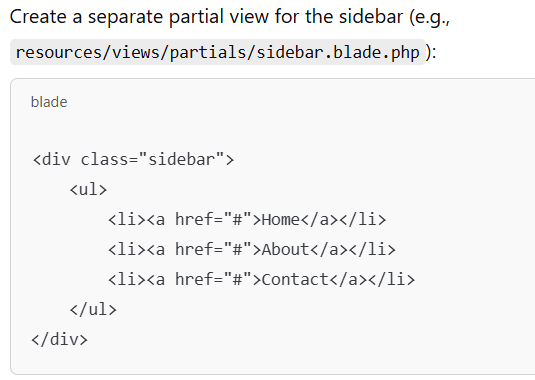 Create a separate partial view for the sidebar (e.g.,
resources/views/partials/sidebar.blade.php ):
blade
<div class="sidebar">
    <ul>
        <li><a href="#">Home</a></li>
        <li><a href="#">About</a></li>
        <li><a href="#">Contact</a></li>
    </ul>
</div>